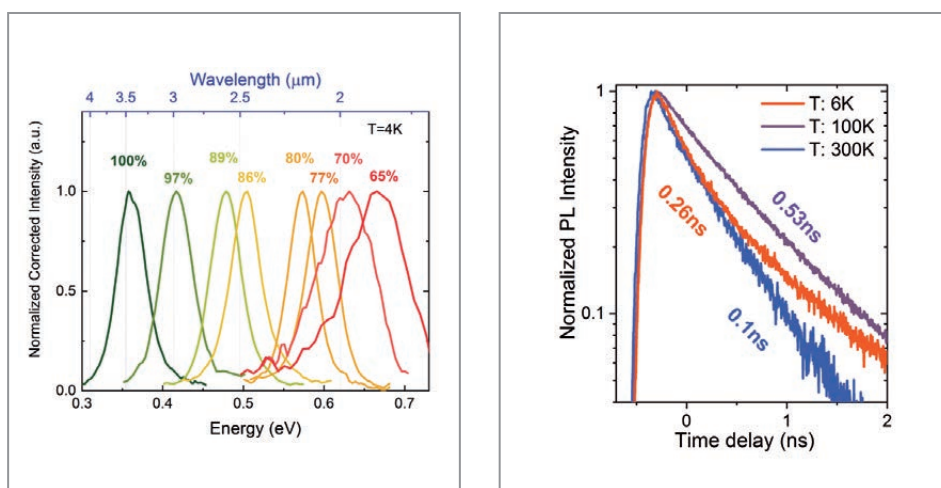 Wavelength (μm)
4 3.5 3 2.5 2
T=4K
100%
97%
89%
86%
80%
77%
70%
65%
Normalized Corrected Intensity (a.u.)
1.0
0.5
0.0
0.3 0.4 0.5 0.6 0.7
Energy (eV)
Normalized PL Intensity
1
0.1
T: 6K
T: 100K
T: 300K
0.26ns
0.53ns
0.1ns
0 1 2
Time delay (ns)